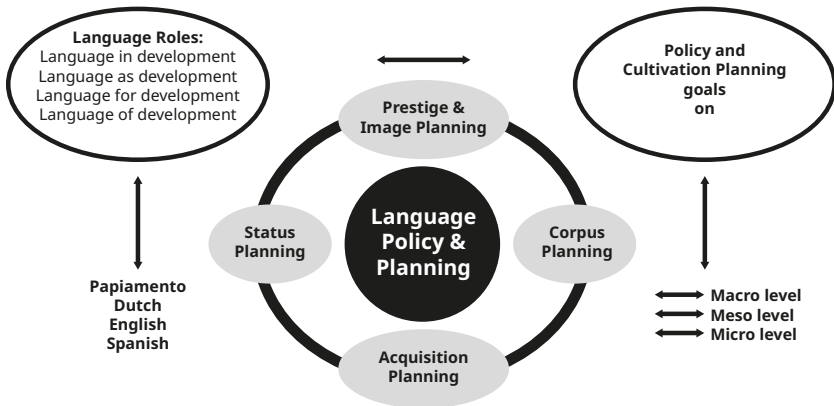 Language Roles:
Language in development
Language as development
Language for development
Language of development
Papiamento
Dutch
English
Spanish
Prestige &
Image Planning
Status
Planning
Language
Policy &
Planning
Corpus
Planning
Acquisition
Planning
Policy and
Cultivation Planning
goals
on
Macro level
Meso level
Micro level